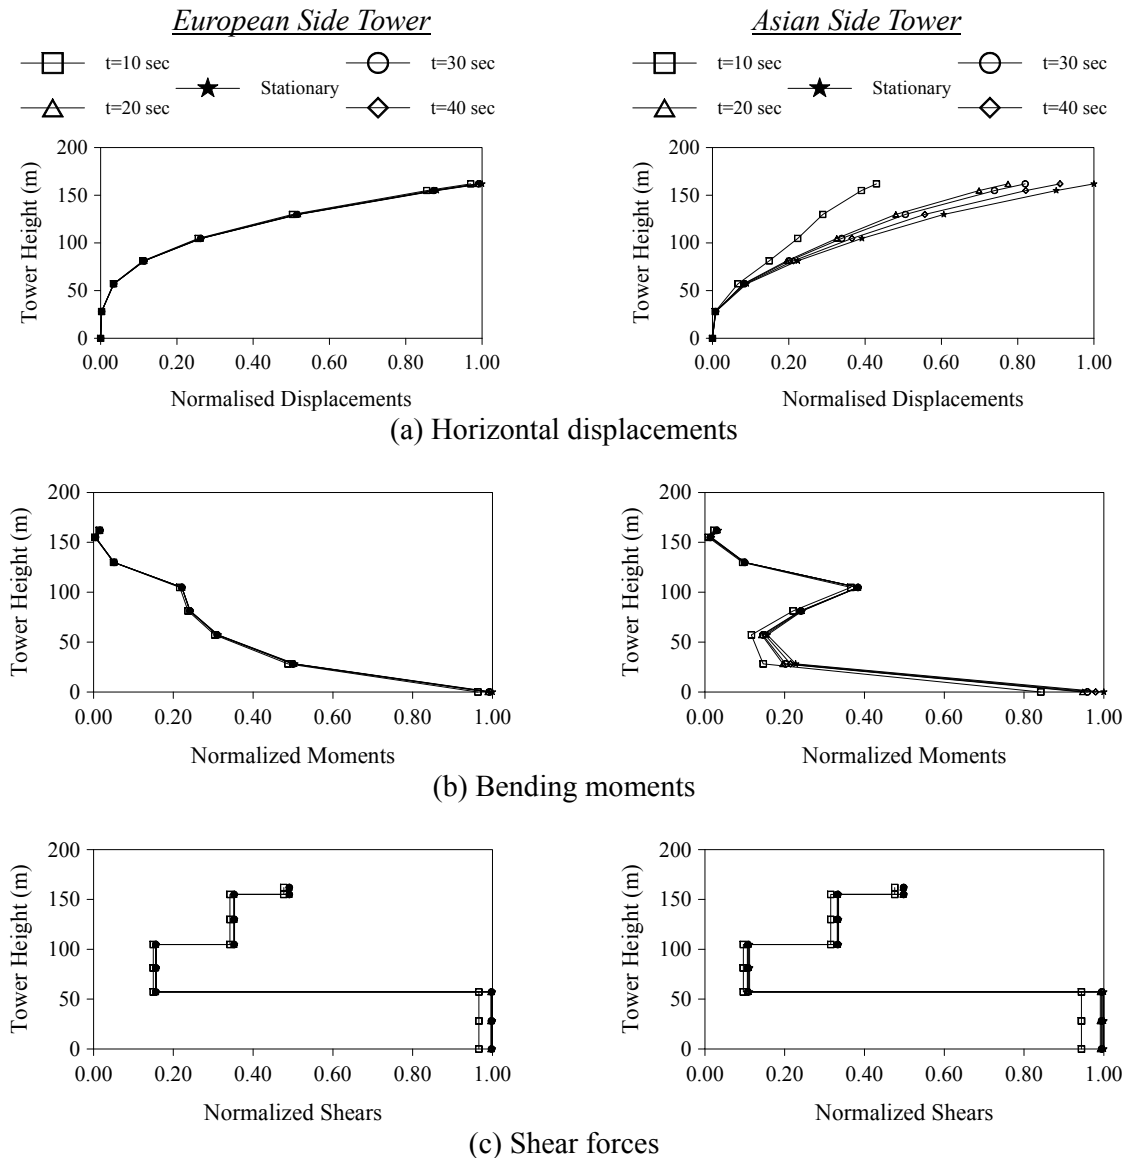 European Side Tower
Asian Side Tower
t=10 sec
t=30 sec
Stationary
t=20 sec
t=40 sec
t=10 sec
t=30 sec
Stationary
t=20 sec
t=40 sec
Tower Height (m)
200
150
100
50
0
0.00 0.20 0.40 0.60 0.80 1.00
Normalised Displacements
Tower Height (m)
200
150
100
50
0
0.00 0.20 0.40 0.60 0.80 1.00
Normalised Displacements
(a) Horizontal displacements
Tower Height (m)
200
150
100
50
0
0.00 0.20 0.40 0.60 0.80 1.00
Normalized Moments
Tower Height (m)
200
150
100
50
0
0.00 0.20 0.40 0.60 0.80 1.00
Normalized Moments
(b) Bending moments
Tower Height (m)
200
150
100
50
0
0.00 0.20 0.40 0.60 0.80 1.00
Normalized Shears
Tower Height (m)
200
150
100
50
0
0.00 0.20 0.40 0.60 0.80 1.00
Normalized Shears
(c) Shear forces